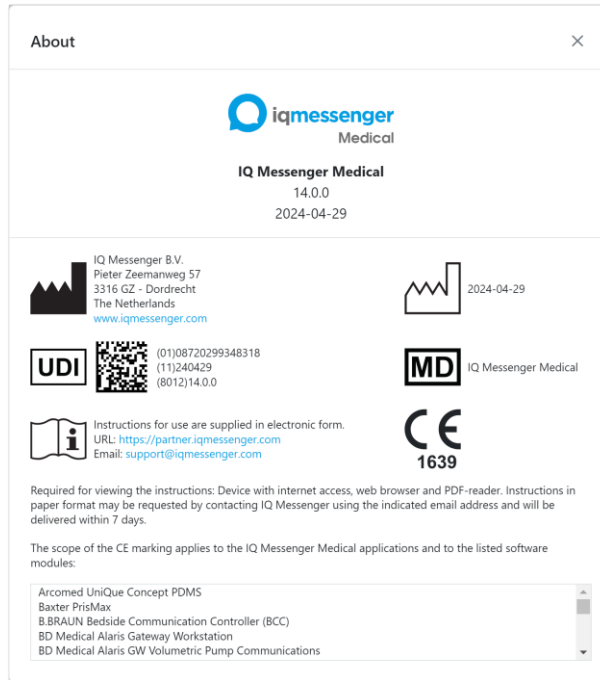 About
iqmessenger
Medical
IQ Messenger Medical
14.0.0
2024-04-29
IQ Messenger B.V.
Pieter Zeemanweg 57
3316 GZ - Dordrecht
The Netherlands
www.iqmessenger.com
2024-04-29
UDI
(01)08720299348318
(11)240429
(8012)14.0.0
MD
IQ Messenger Medical
i
Instructions for use are supplied in electronic form.
URL: https://partner.iqmessenger.com
Email: support@iqmessenger.com
CE
1639
Required for viewing the instructions: Device with internet access, web browser and PDF-reader. Instructions in
paper format may be requested by contacting IQ Messenger using the indicated email address and will be
delivered within 7 days.
The scope of the CE marking applies to the IQ Messenger Medical applications and to the listed software
modules:
Arcomed UniQue Concept PDMS
Baxter PrisMax
B.BRAUN Bedside Communication Controller (BCC)
BD Medical Alaris Gateway Workstation
BD Medical Alaris GW Volumetric Pump Communications